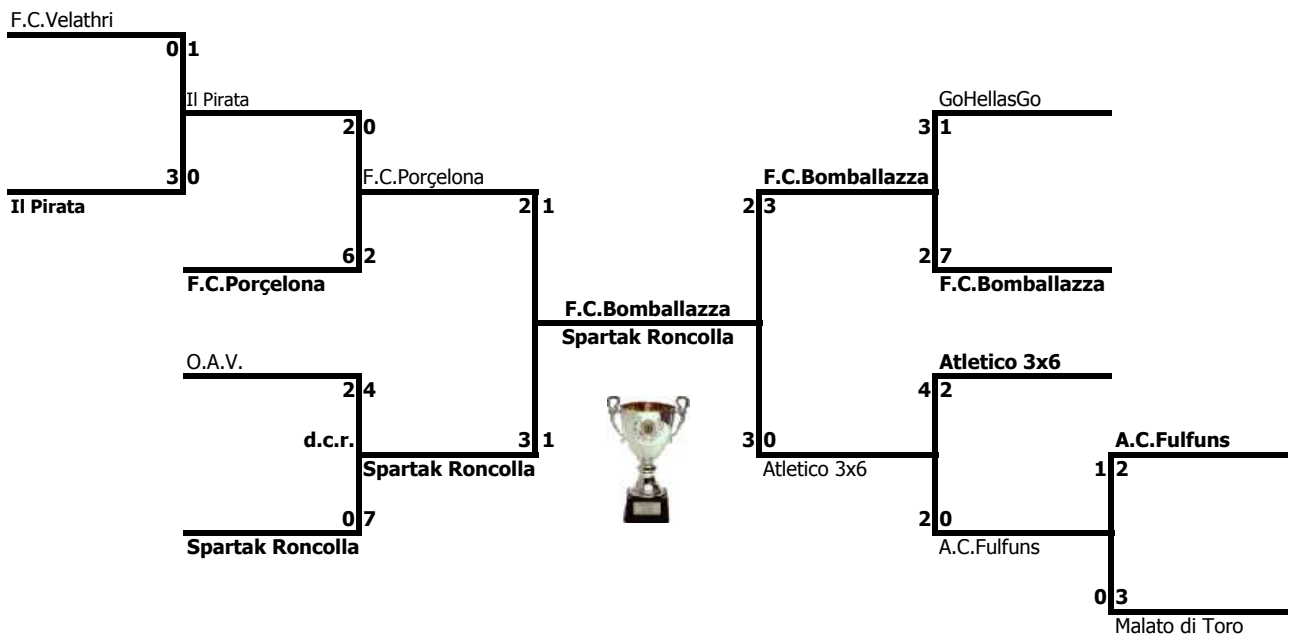 F.C.Velathri
0 1
Il Pirata
GoHellasGo
2 0
3 1
3 0
F.C.Porçelona
F.C.Bomballazza
Il Pirata
2 1
2 3
6 2
2 7
F.C.Porçelona
F.C.Bomballazza
F.C.Bomballazza
Spartak Roncolla
O.A.V.
Atletico 3x6
2 4
4 2
d.c.r.
3 1
3 0
A.C.Fulfuns
Spartak Roncolla
Atletico 3x6
1 2
0 7
2 0
Spartak Roncolla
A.C.Fulfuns
0 3
Malato di Toro